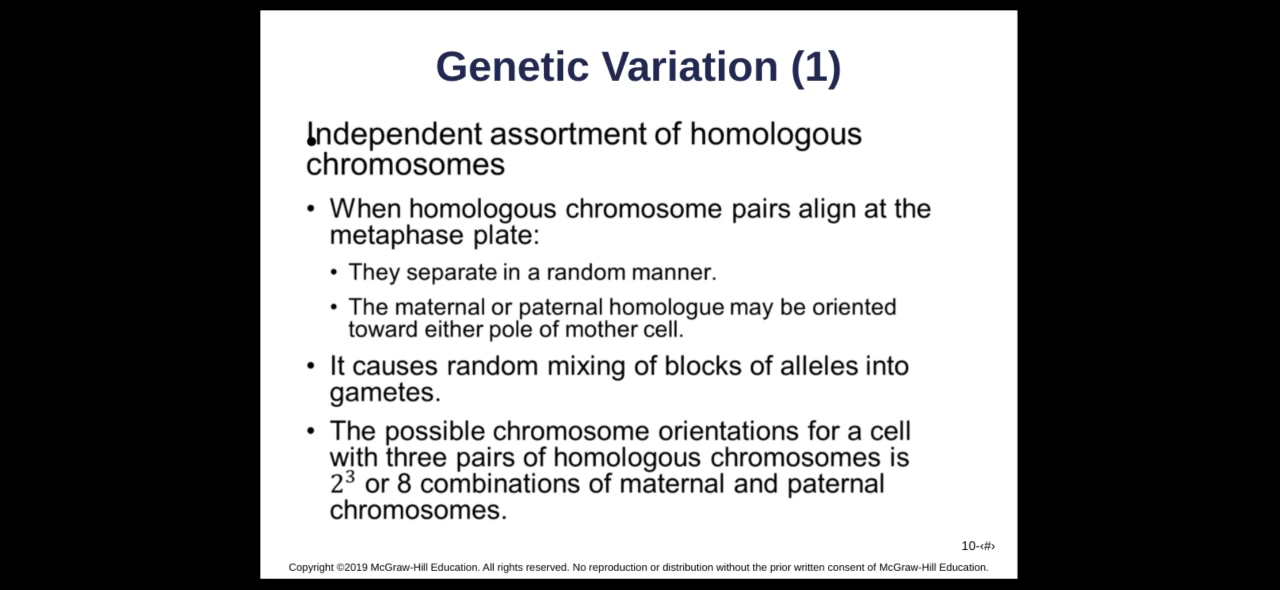 Genetic Variation (1)
Independent assortment of homologous
chromosomes
• When homologous chromosome pairs align at the
metaphase plate:
• They separate in a random manner.
• The maternal or paternal homologue may be oriented
toward either pole of mother cell.
• It causes random mixing of blocks of alleles into
gametes.
• The possible chromosome orientations for a cell
with three pairs of homologous chromosomes is
2³ or 8 combinations of maternal and paternal
chromosomes.
10-‹#›
Copyright ©2019 McGraw-Hill Education. All rights reserved. No reproduction or distribution without the prior written consent of McGraw-Hill Education.